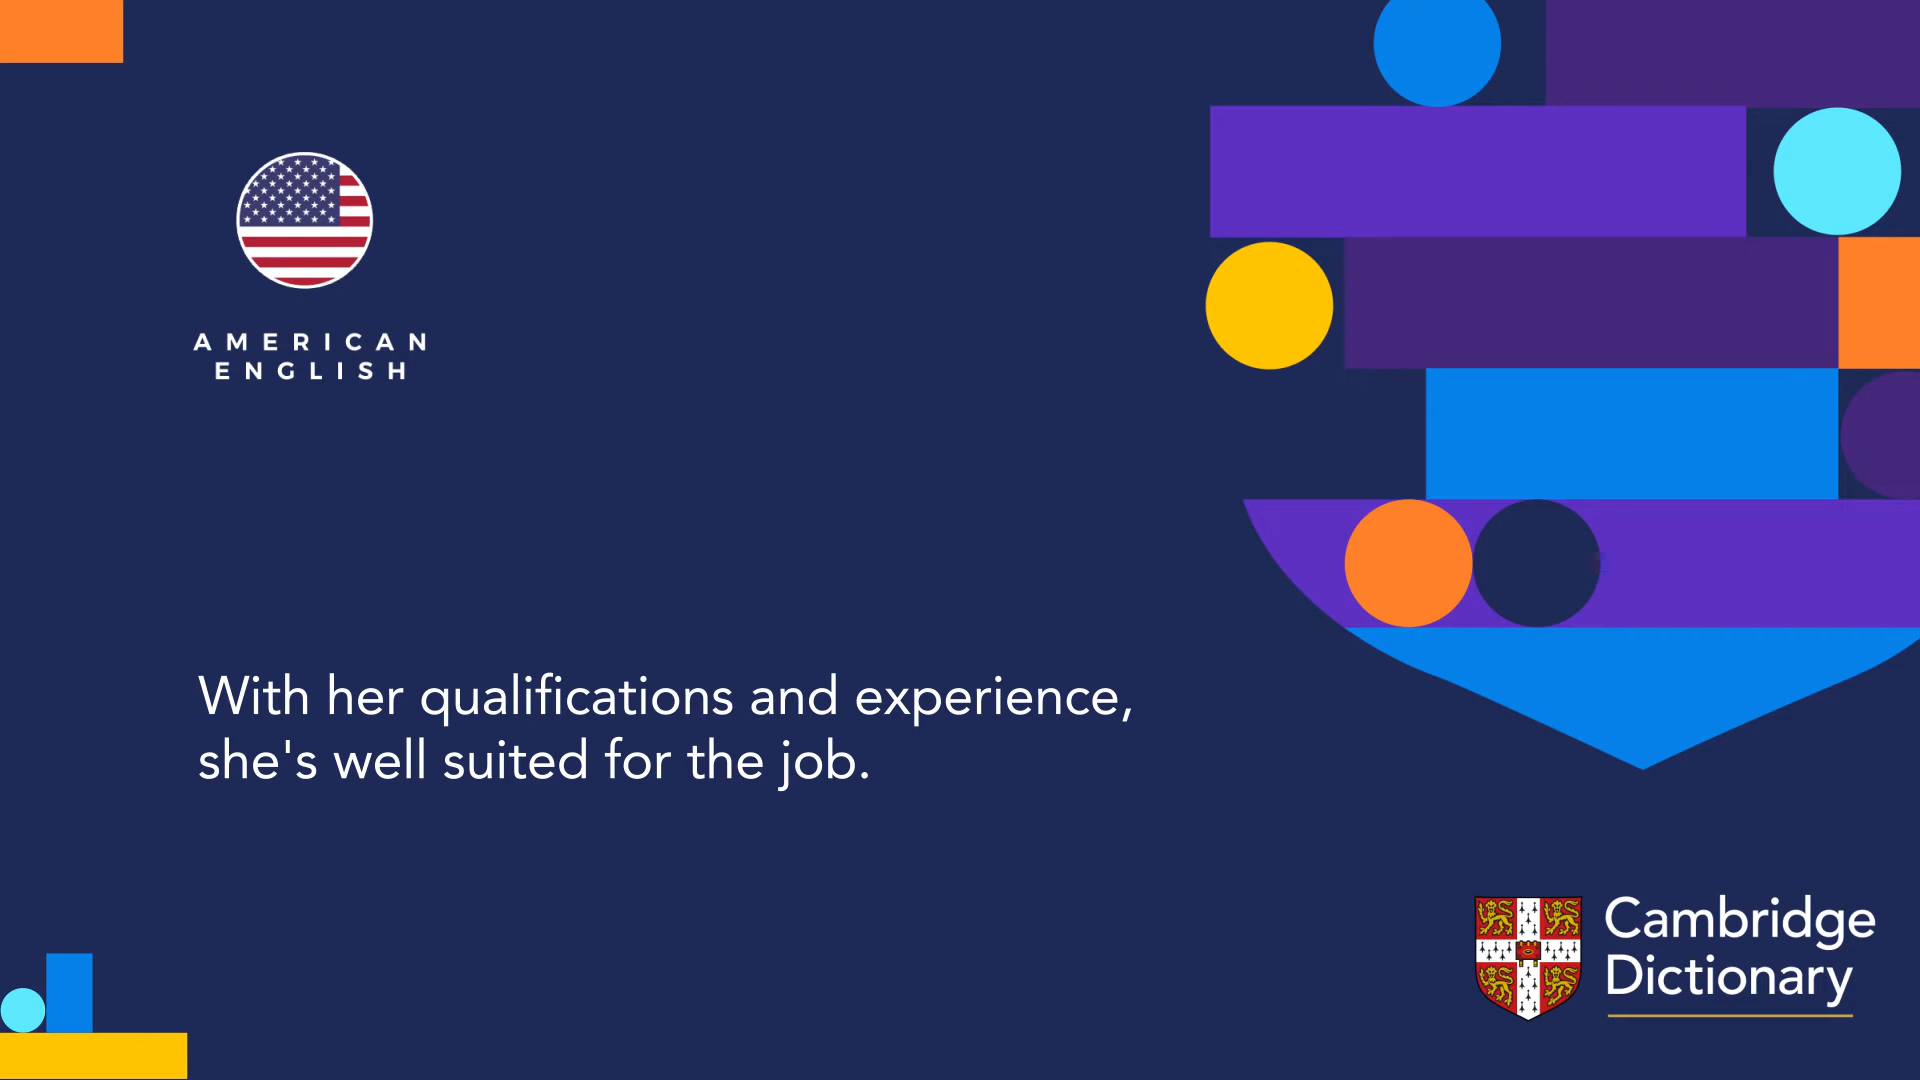 AMERICAN
ENGLISH
With her qualifications and experience,
she's well suited for the job.
Cambridge
Dictionary